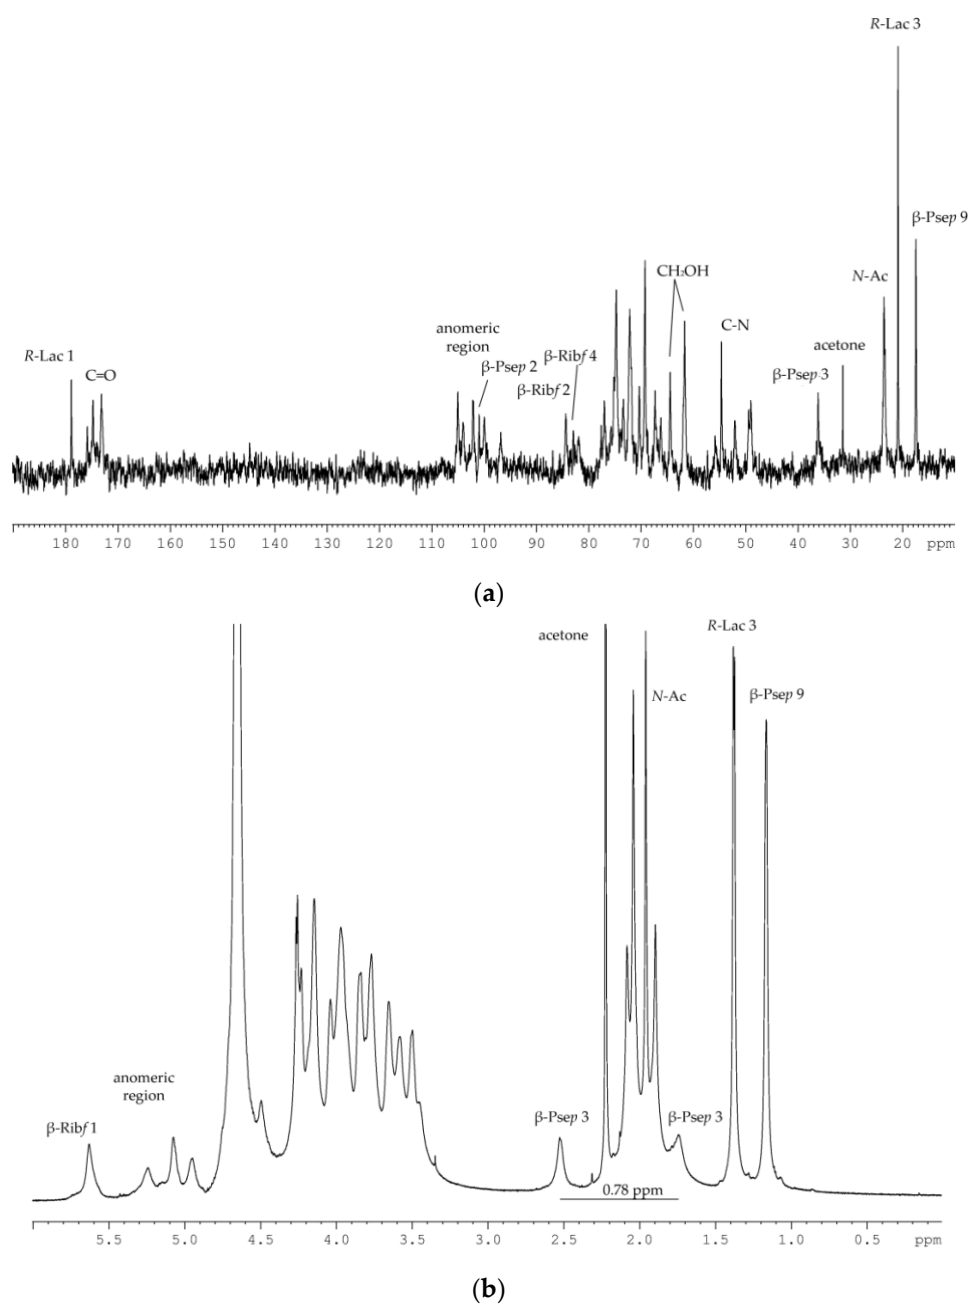 R-Lac 3
β-Psep 9
N-Ac
CH₂OH
C-N
anomeric
region
acetone
R-Lac 1
β-Ribf 4
β-Psep 2
β-Psep 3
C=O
β-Ribf 2
180 170 160 150 140 130 120 110 100 90 80 70 60 50 40 30 20 ppm
(a)
R-Lac 3
acetone
N-Ac
β-Psep 9
anomeric
region
β-Ribf 1
β-Psep 3
β-Psep 3
0.78 ppm
5.5 5.0 4.5 4.0 3.5 3.0 2.5 2.0 1.5 1.0 0.5 ppm
(b)